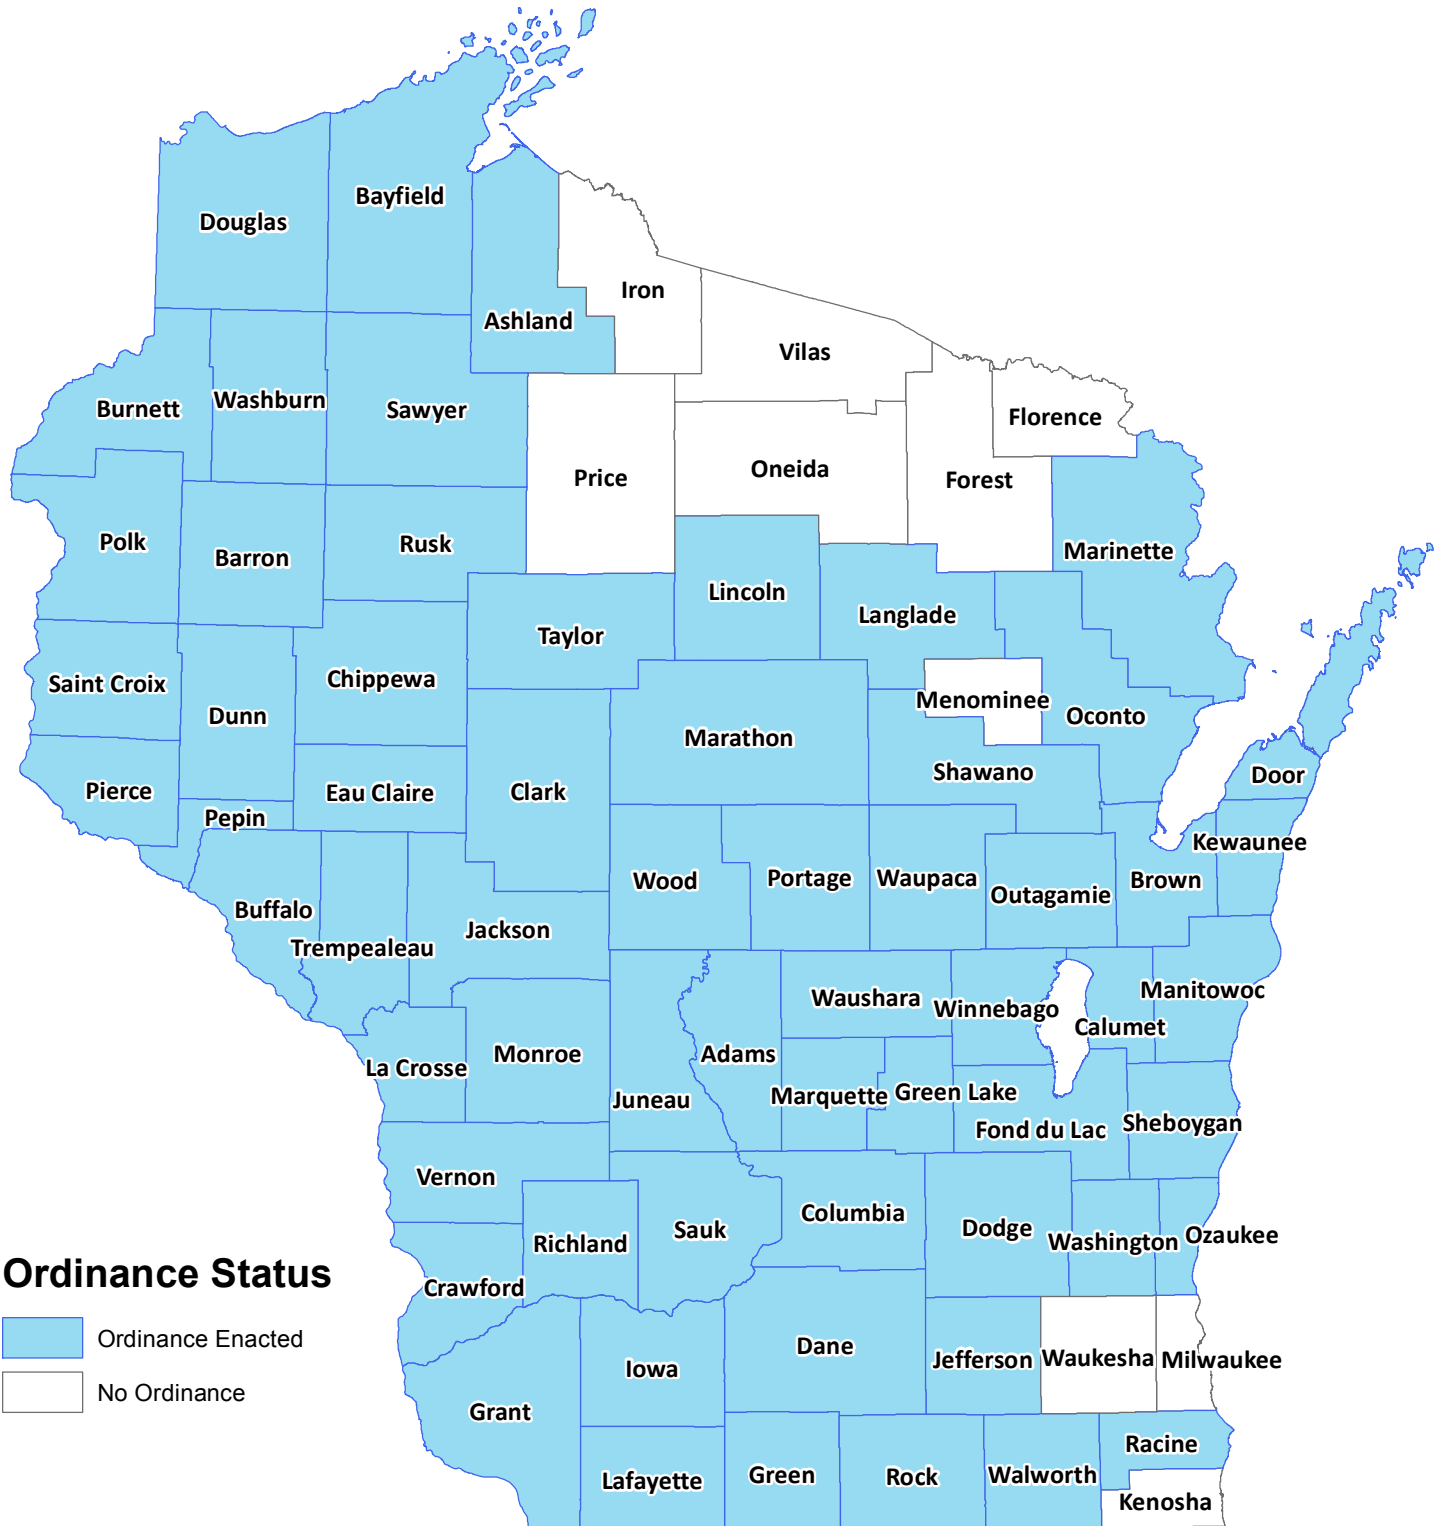 Bayfield
Douglas
Iron
Ashland
Vilas
Washburn
Burnett
Sawyer
Florence
Oneida
Price
Forest
Polk
Rusk
Marinette
Barron
Lincoln
Langlade
Taylor
Chippewa
Saint Croix
Menominee
Dunn
Oconto
Marathon
Shawano
Door
Pierce
Eau Claire
Clark
Pepin
Kewaunee
Wood
Portage
Waupaca
Brown
Outagamie
Buffalo
Jackson
Trempealeau
Manitowoc
Waushara
Winnebago
Calumet
Monroe
Adams
La Crosse
Green Lake
Marquette
Juneau
Sheboygan
Fond du Lac
Vernon
Columbia
Dodge
Sauk
Ozaukee
Washington
Richland
Crawford
Ordinance Status
Ordinance Enacted
No Ordinance
Dane
Waukesha
Jefferson
Milwaukee
Iowa
Grant
Racine
Green
Walworth
Rock
Lafayette
Kenosha